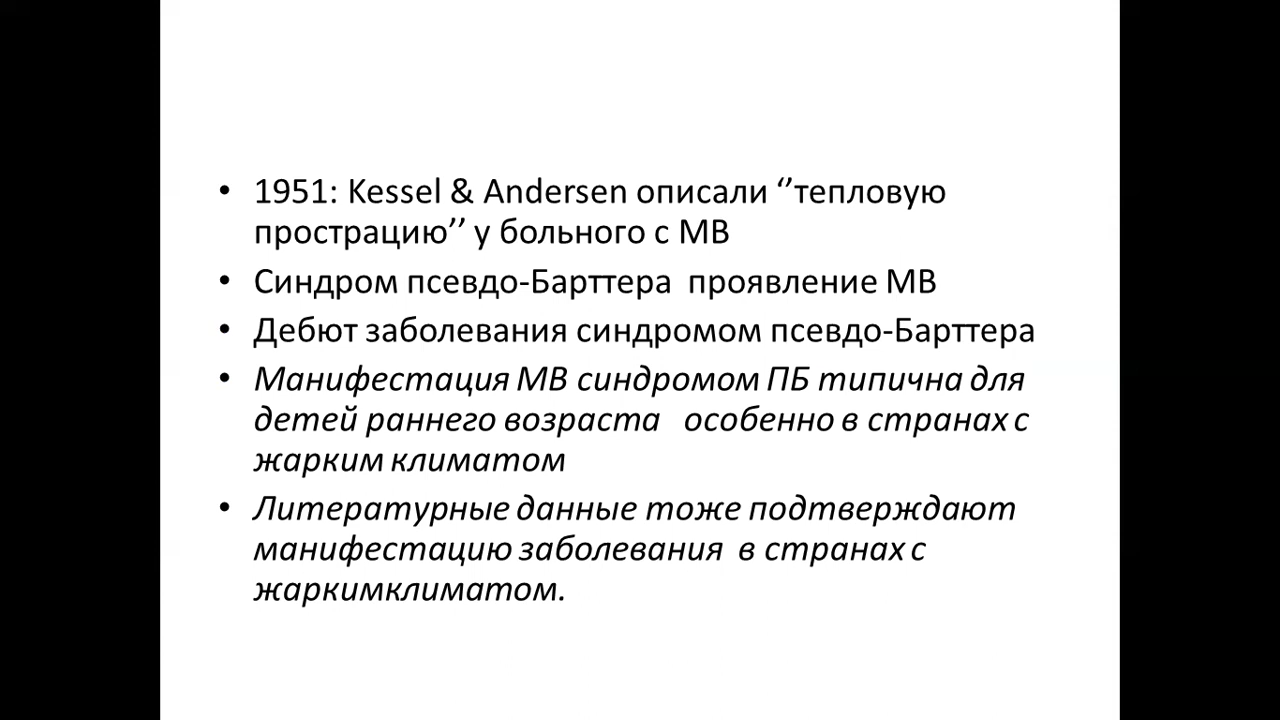 • 1951: Kessel & Andersen описали ‘’тепловую
прострацию’’ у больного с МВ
• Синдром псевдо-Барттера  проявление МВ
• Дебют заболевания синдромом псевдо-Барттера
• Манифестация МВ синдромом ПБ типична для
детей раннего возраста   особенно в странах с
жарким климатом
• Литературные данные тоже подтверждают
манифестацию заболевания  в странах с
жаркимклиматом.